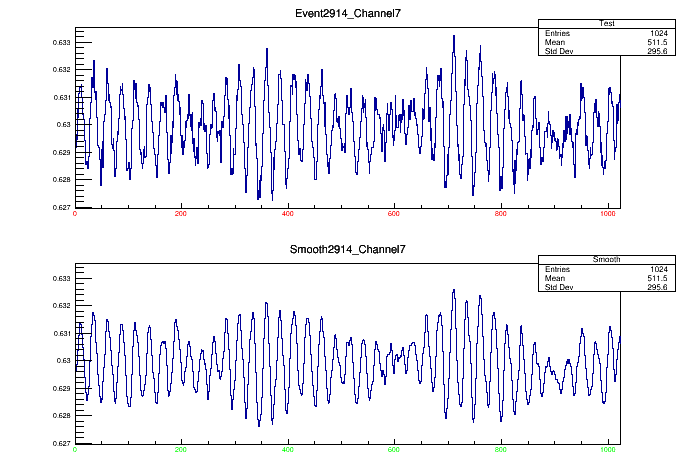 Event2914_Channel7
Test
Entries 1024
Mean 511.5
Std Dev 295.6
0.633
0.632
0.631
0.63
0.629
0.628
0.627
0 200 400 600 800 1000
Smooth2914_Channel7
Smooth
Entries 1024
Mean 511.5
Std Dev 295.6
0.633
0.632
0.631
0.63
0.629
0.628
0.627
0 200 400 600 800 1000